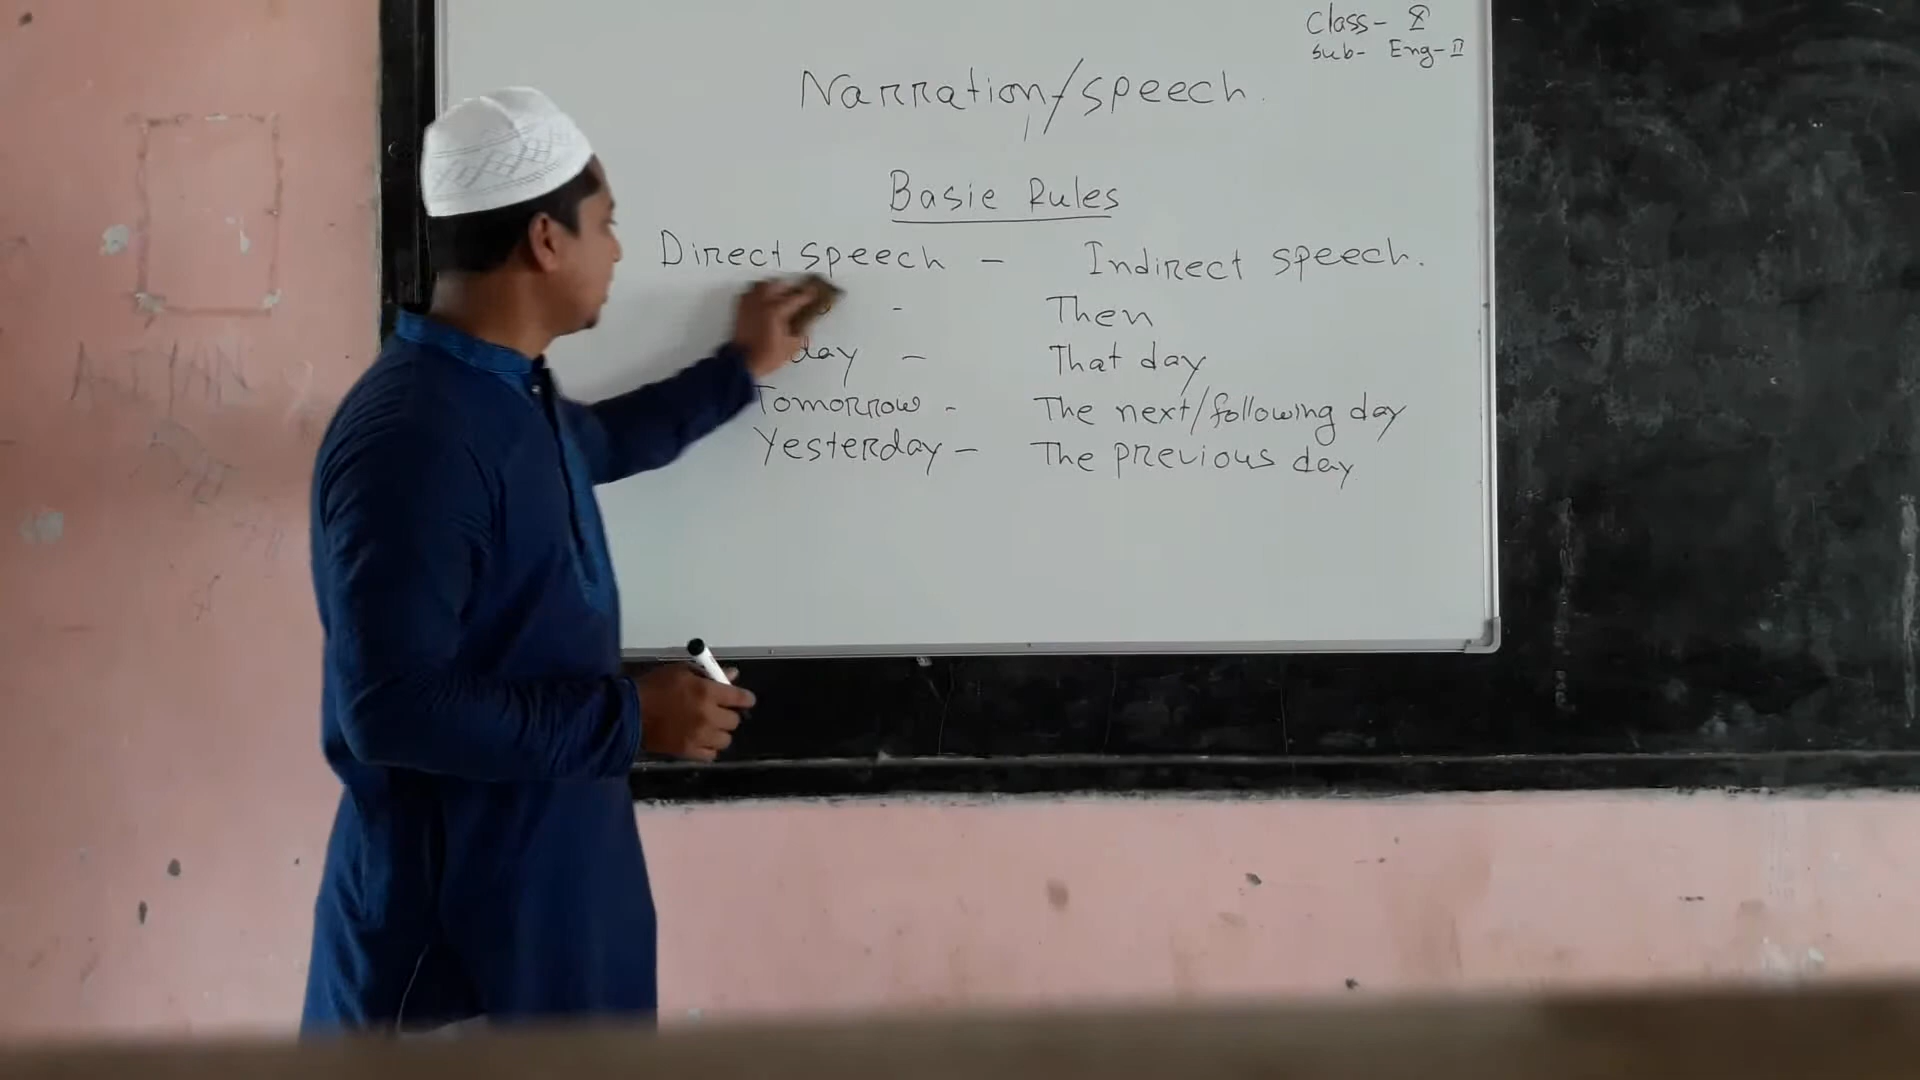 Class- X
Sub- Eng-II
Narration/speech.
Basic Rules
Direct speech - Indirect speech.
- Then
day - That day
Tomorrow - The next/following day
Yesterday - The previous day